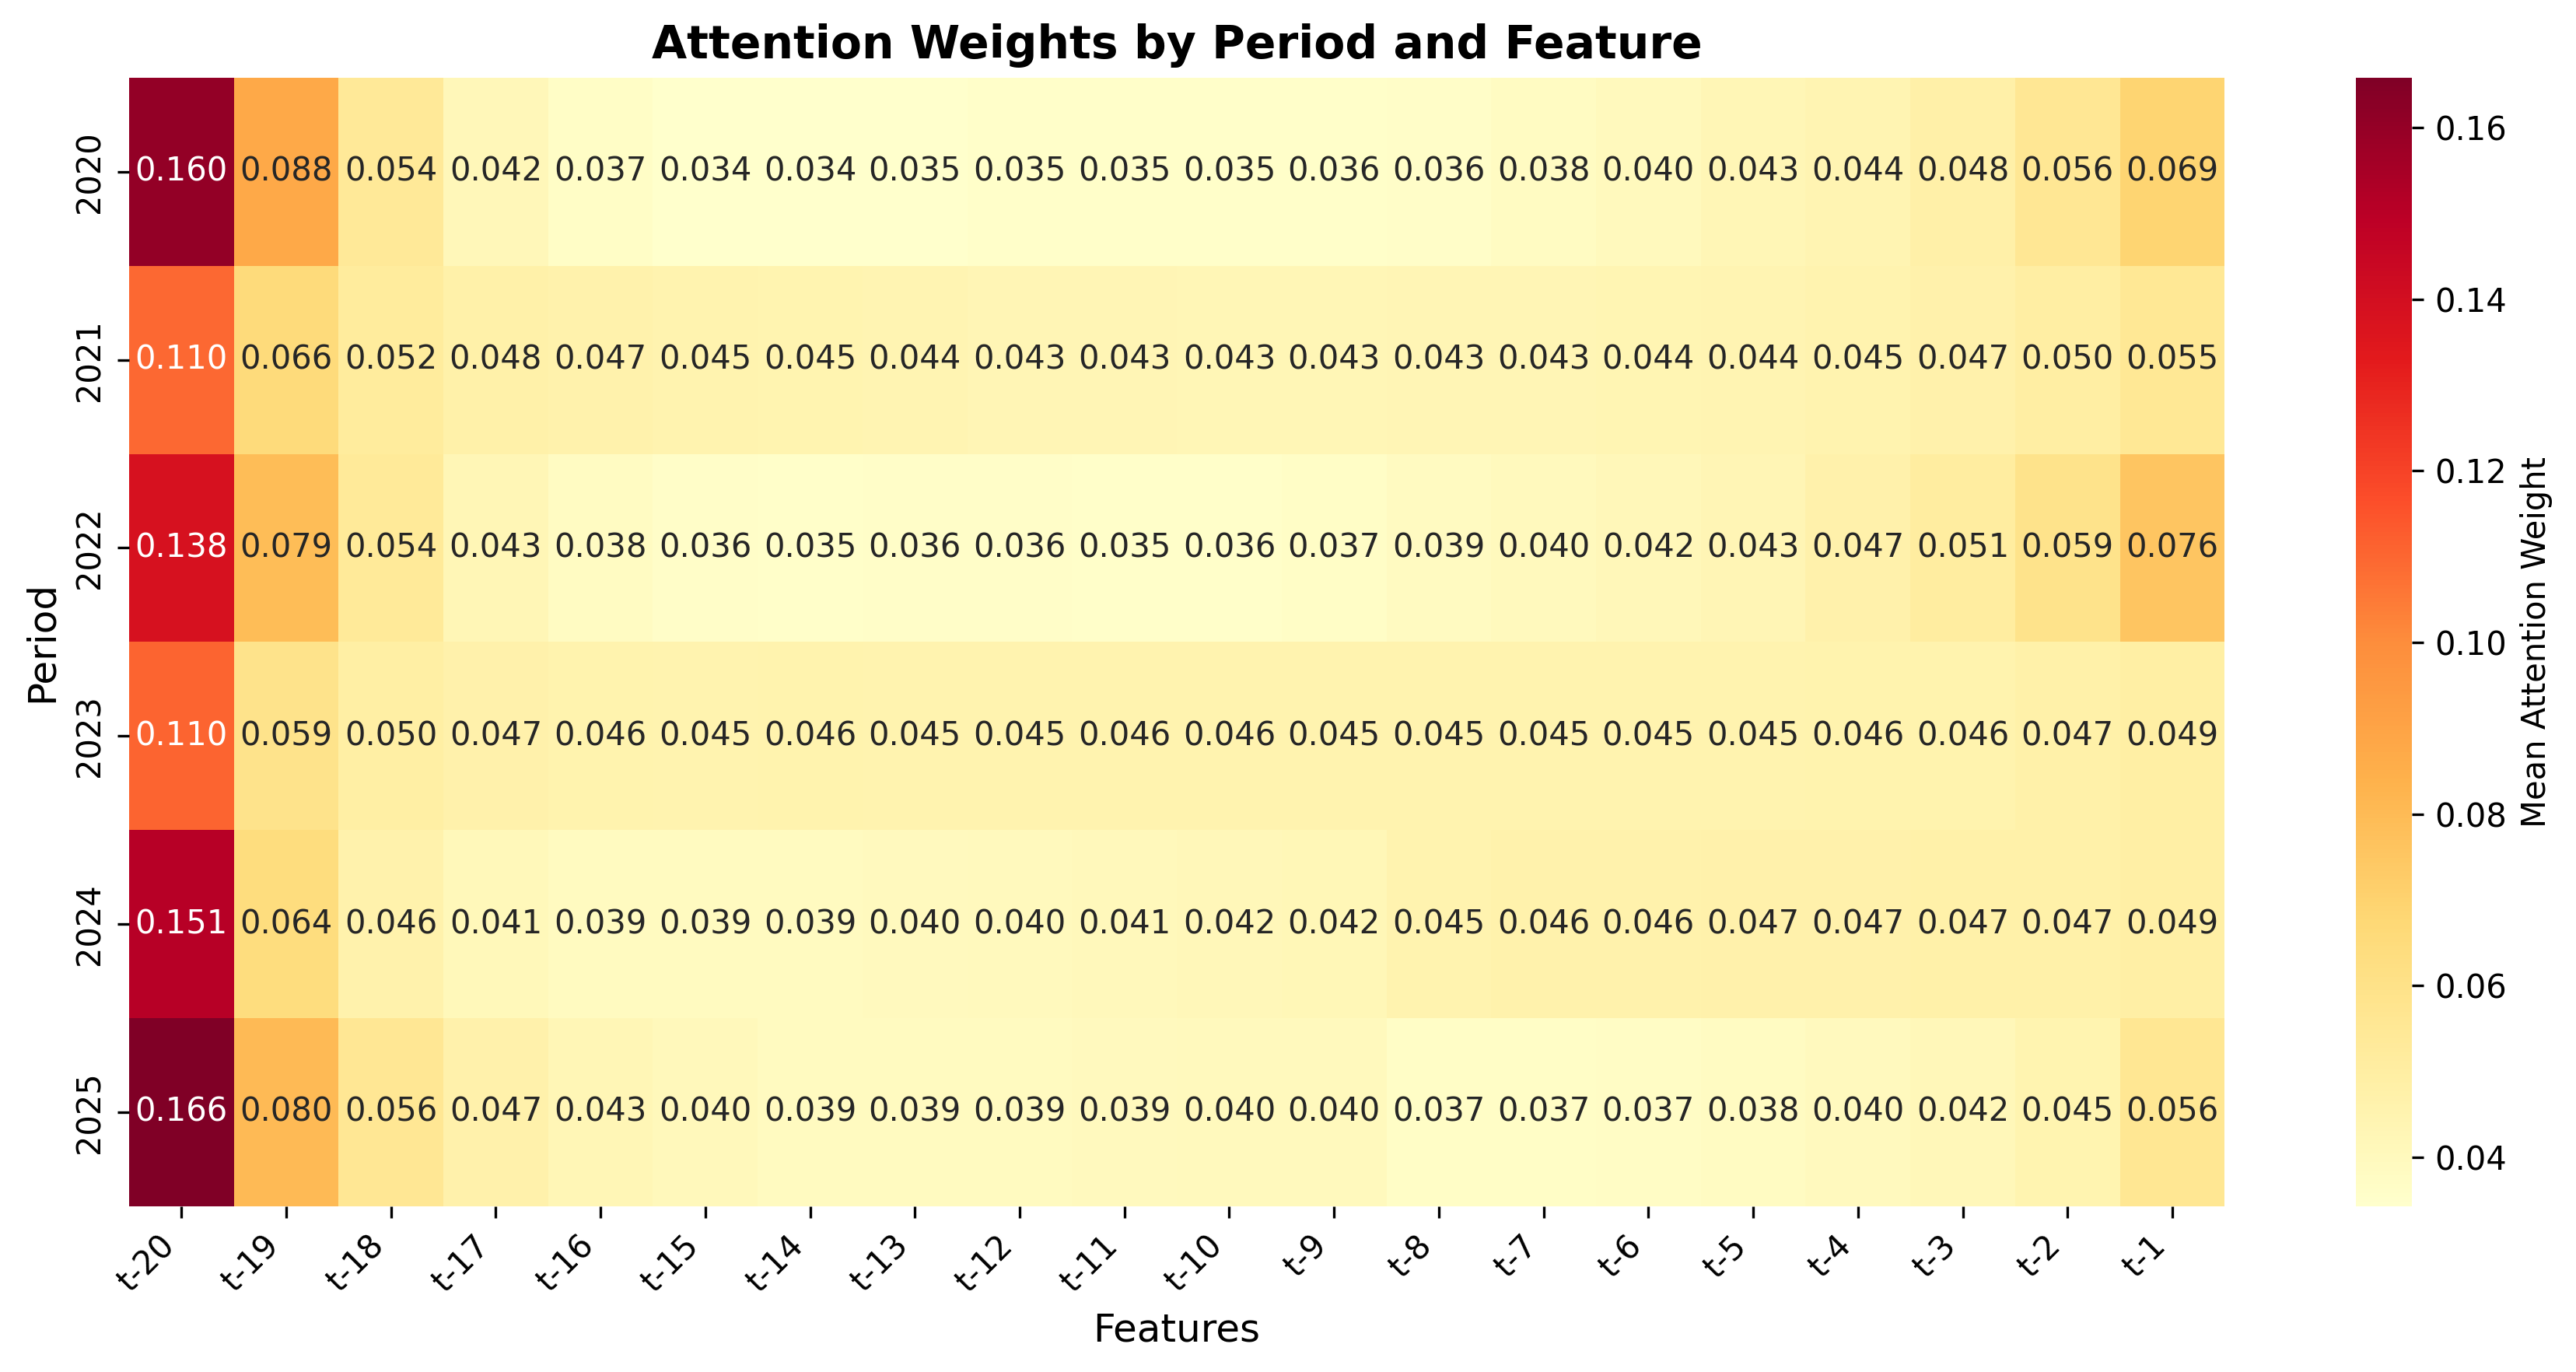 Attention Weights by Period and Feature
Period
2020 0.160 0.088 0.054 0.042 0.037 0.034 0.034 0.035 0.035 0.035 0.035 0.036 0.036 0.038 0.040 0.043 0.044 0.048 0.056 0.069
2021 0.110 0.066 0.052 0.048 0.047 0.045 0.045 0.044 0.043 0.043 0.043 0.043 0.043 0.043 0.044 0.044 0.045 0.047 0.050 0.055
2022 0.138 0.079 0.054 0.043 0.038 0.036 0.035 0.036 0.036 0.035 0.036 0.037 0.039 0.040 0.042 0.043 0.047 0.051 0.059 0.076
2023 0.110 0.059 0.050 0.047 0.046 0.045 0.046 0.045 0.045 0.046 0.046 0.045 0.045 0.045 0.045 0.045 0.046 0.046 0.047 0.049
2024 0.151 0.064 0.046 0.041 0.039 0.039 0.039 0.040 0.040 0.041 0.042 0.042 0.045 0.046 0.046 0.047 0.047 0.047 0.047 0.049
2025 0.166 0.080 0.056 0.047 0.043 0.040 0.039 0.039 0.039 0.039 0.040 0.040 0.037 0.037 0.037 0.038 0.040 0.042 0.045 0.056
t-20 t-19 t-18 t-17 t-16 t-15 t-14 t-13 t-12 t-11 t-10 t-9 t-8 t-7 t-6 t-5 t-4 t-3 t-2 t-1
Features
0.16
0.14
0.12
0.10
0.08
0.06
0.04
Mean Attention Weight